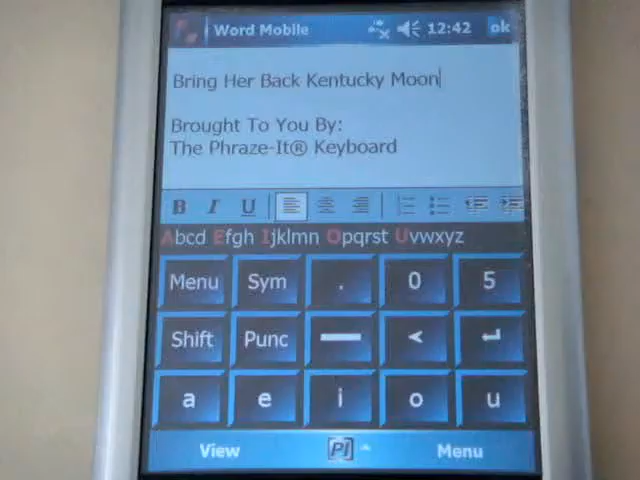 Word Mobile 12:42 ok
Bring Her Back Kentucky Moon
Brought To You By:
The Phraze-It® Keyboard
B I U
Abcd Efgh Ijklmn Opqrst Uvwxyz
Menu Sym . 0 5
Shift Punc <
a e i o u
View PI Menu